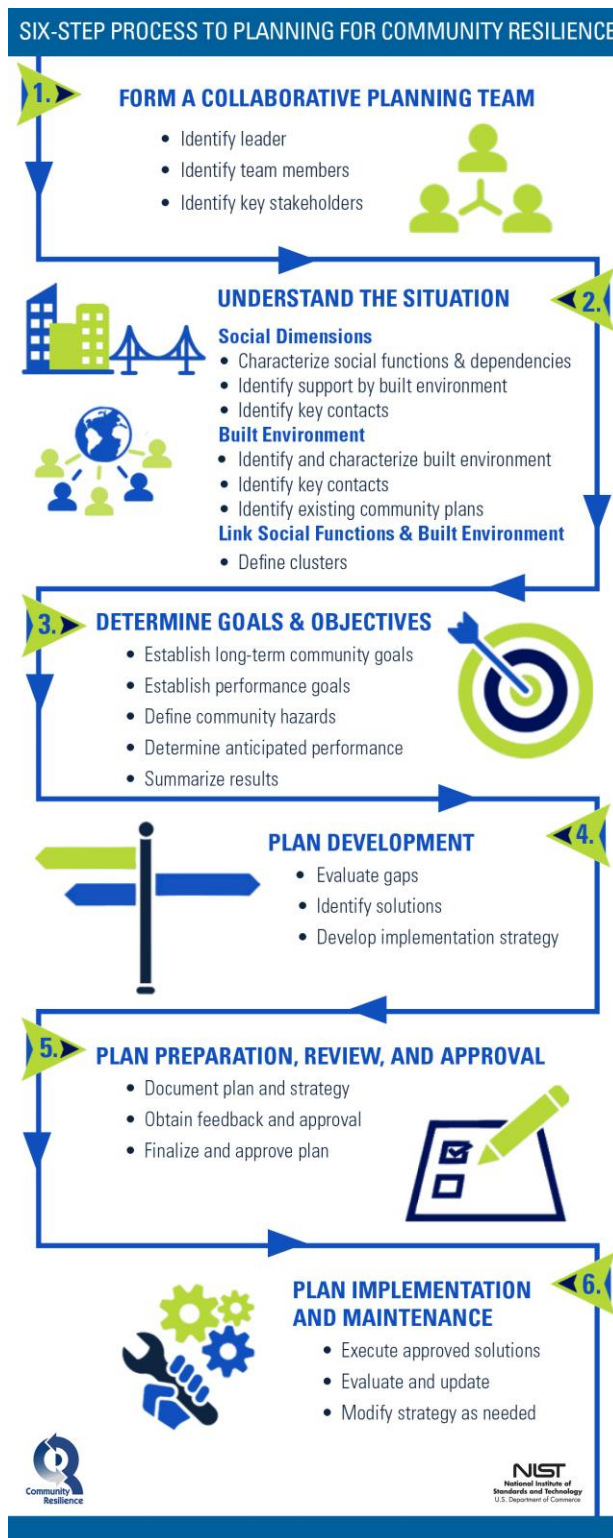 SIX-STEP PROCESS TO PLANNING FOR COMMUNITY RESILIENCE
1.
FORM A COLLABORATIVE PLANNING TEAM
• Identify leader
• Identify team members
• Identify key stakeholders
2.
UNDERSTAND THE SITUATION
Social Dimensions
• Characterize social functions & dependencies
• Identify support by built environment
• Identify key contacts
Built Environment
• Identify and characterize built environment
• Identify key contacts
• Identify existing community plans
Link Social Functions & Built Environment
• Define clusters
3.
DETERMINE GOALS & OBJECTIVES
• Establish long-term community goals
• Establish performance goals
• Define community hazards
• Determine anticipated performance
• Summarize results
4.
PLAN DEVELOPMENT
• Evaluate gaps
• Identify solutions
• Develop implementation strategy
5.
PLAN PREPARATION, REVIEW, AND APPROVAL
• Document plan and strategy
• Obtain feedback and approval
• Finalize and approve plan
6.
PLAN IMPLEMENTATION
AND MAINTENANCE
• Execute approved solutions
• Evaluate and update
• Modify strategy as needed
Community
Resilience
NIST
National Institute of
Standards and Technology
U.S. Department of Commerce